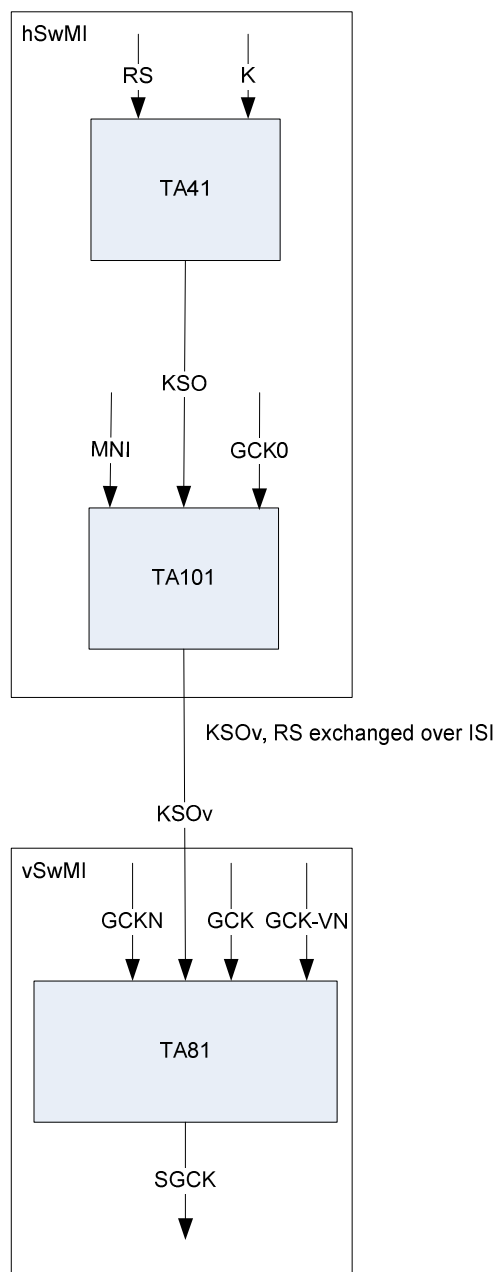 hSwMI
RS
K
TA41
KSO
MNI
GCK0
TA101
KSOv, RS exchanged over ISI
KSOv
vSwMI
GCKN
GCK
GCK-VN
TA81
SGCK